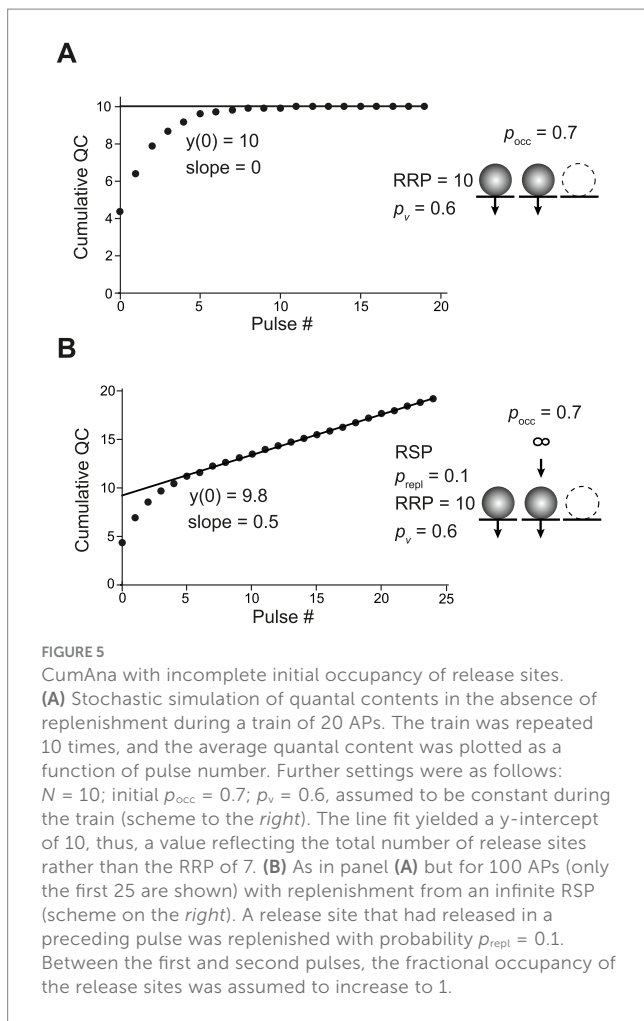 A
10
8
6
4
2
0
Cumulative QC
y(0) = 10
slope = 0
0
5
10
15
20
Pulse #
pocc = 0.7
RRP = 10
pv = 0.6
B
20
15
10
5
0
Cumulative QC
y(0) = 9.8
slope = 0.5
0
5
10
15
20
25
Pulse #
pocc = 0.7
∞
RSP
prepl = 0.1
RRP = 10
pv = 0.6
FIGURE 5
CumAna with incomplete initial occupancy of release sites.
(A) Stochastic simulation of quantal contents in the absence of
replenishment during a train of 20 APs. The train was repeated
10 times, and the average quantal content was plotted as a
function of pulse number. Further settings were as follows:
N = 10; initial pocc = 0.7; pv = 0.6, assumed to be constant during
the train (scheme to the right). The line fit yielded a y-intercept
of 10, thus, a value reflecting the total number of release sites
rather than the RRP of 7. (B) As in panel (A) but for 100 APs (only
the first 25 are shown) with replenishment from an infinite RSP
(scheme on the right). A release site that had released in a
preceding pulse was replenished with probability prepl = 0.1.
Between the first and second pulses, the fractional occupancy of
the release sites was assumed to increase to 1.